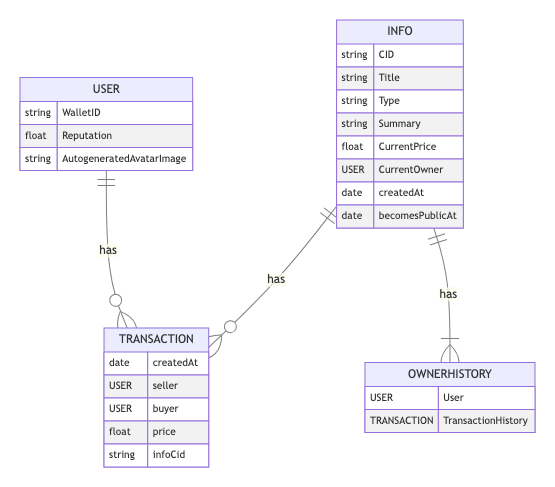 USER
string WalletID
float Reputation
string AutogeneratedAvatarImage
INFO
string CID
string Title
string Type
string Summary
float CurrentPrice
USER CurrentOwner
date createdAt
date becomesPublicAt
has
has
has
TRANSACTION
date createdAt
USER seller
USER buyer
float price
string infoCid
OWNERHISTORY
USER User
TRANSACTION TransactionHistory